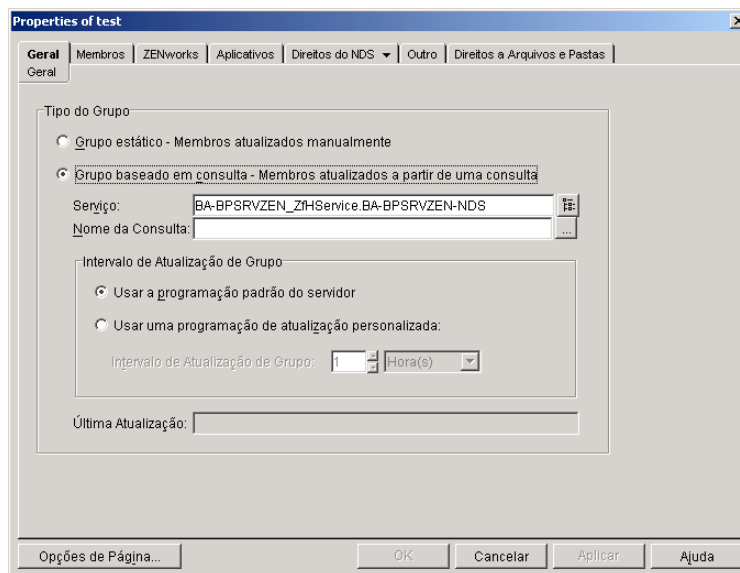 Properties of test
Geral Membros ZENworks Aplicativos Direitos do NDS Outro Direitos a Arquivos e Pastas
Geral
Tipo do Grupo
Grupo estático - Membros atualizados manualmente
Grupo baseado em consulta - Membros atualizados a partir de uma consulta
Serviço: BA-BPSRVZEN_ZfHService.BA-BPSRVZEN-NDS
Nome da Consulta: ...
Intervalo de Atualização de Grupo
Usar a programação padrão do servidor
Usar uma programação de atualização personalizada:
Intervalo de Atualização de Grupo: 1 Hora(s)
Última Atualização:
Opções de Página... OK Cancelar Aplicar Ajuda